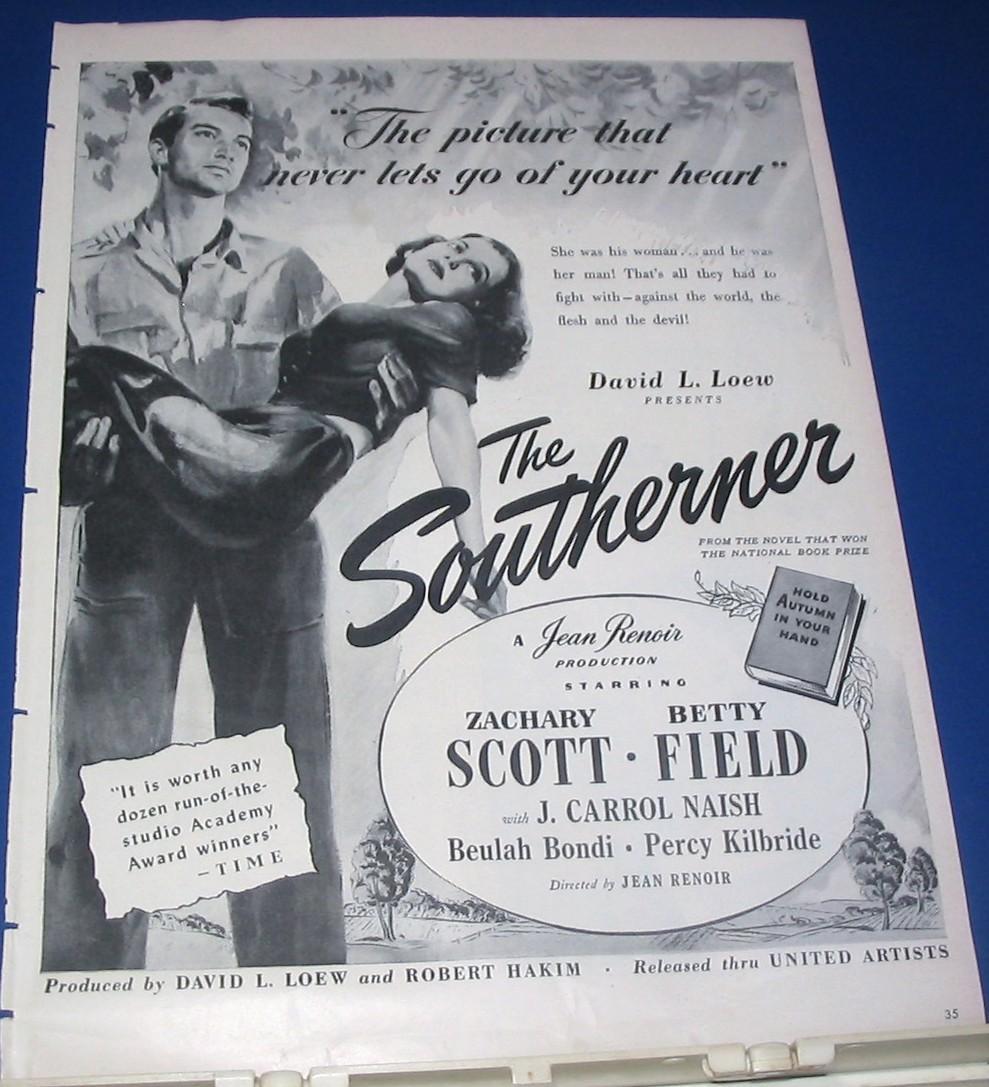 "The picture that
never lets go of your heart"
She was his woman... and he was
her man! That's all they had to
fight with—against the world, the
flesh and the devil!
David L. Loew
PRESENTS
The
Southerner
FROM THE NOVEL THAT WON
THE NATIONAL BOOK PRIZE
HOLD
AUTUMN
IN YOUR
HAND
A Jean Renoir
PRODUCTION
STARRING
ZACHARY BETTY
SCOTT · FIELD
with J. CARROL NAISH
Beulah Bondi · Percy Kilbride
Directed by JEAN RENOIR
"It is worth any
dozen run-of-the-
studio Academy
Award winners"
—TIME
Produced by DAVID L. LOEW and ROBERT HAKIM · Released thru UNITED ARTISTS
35